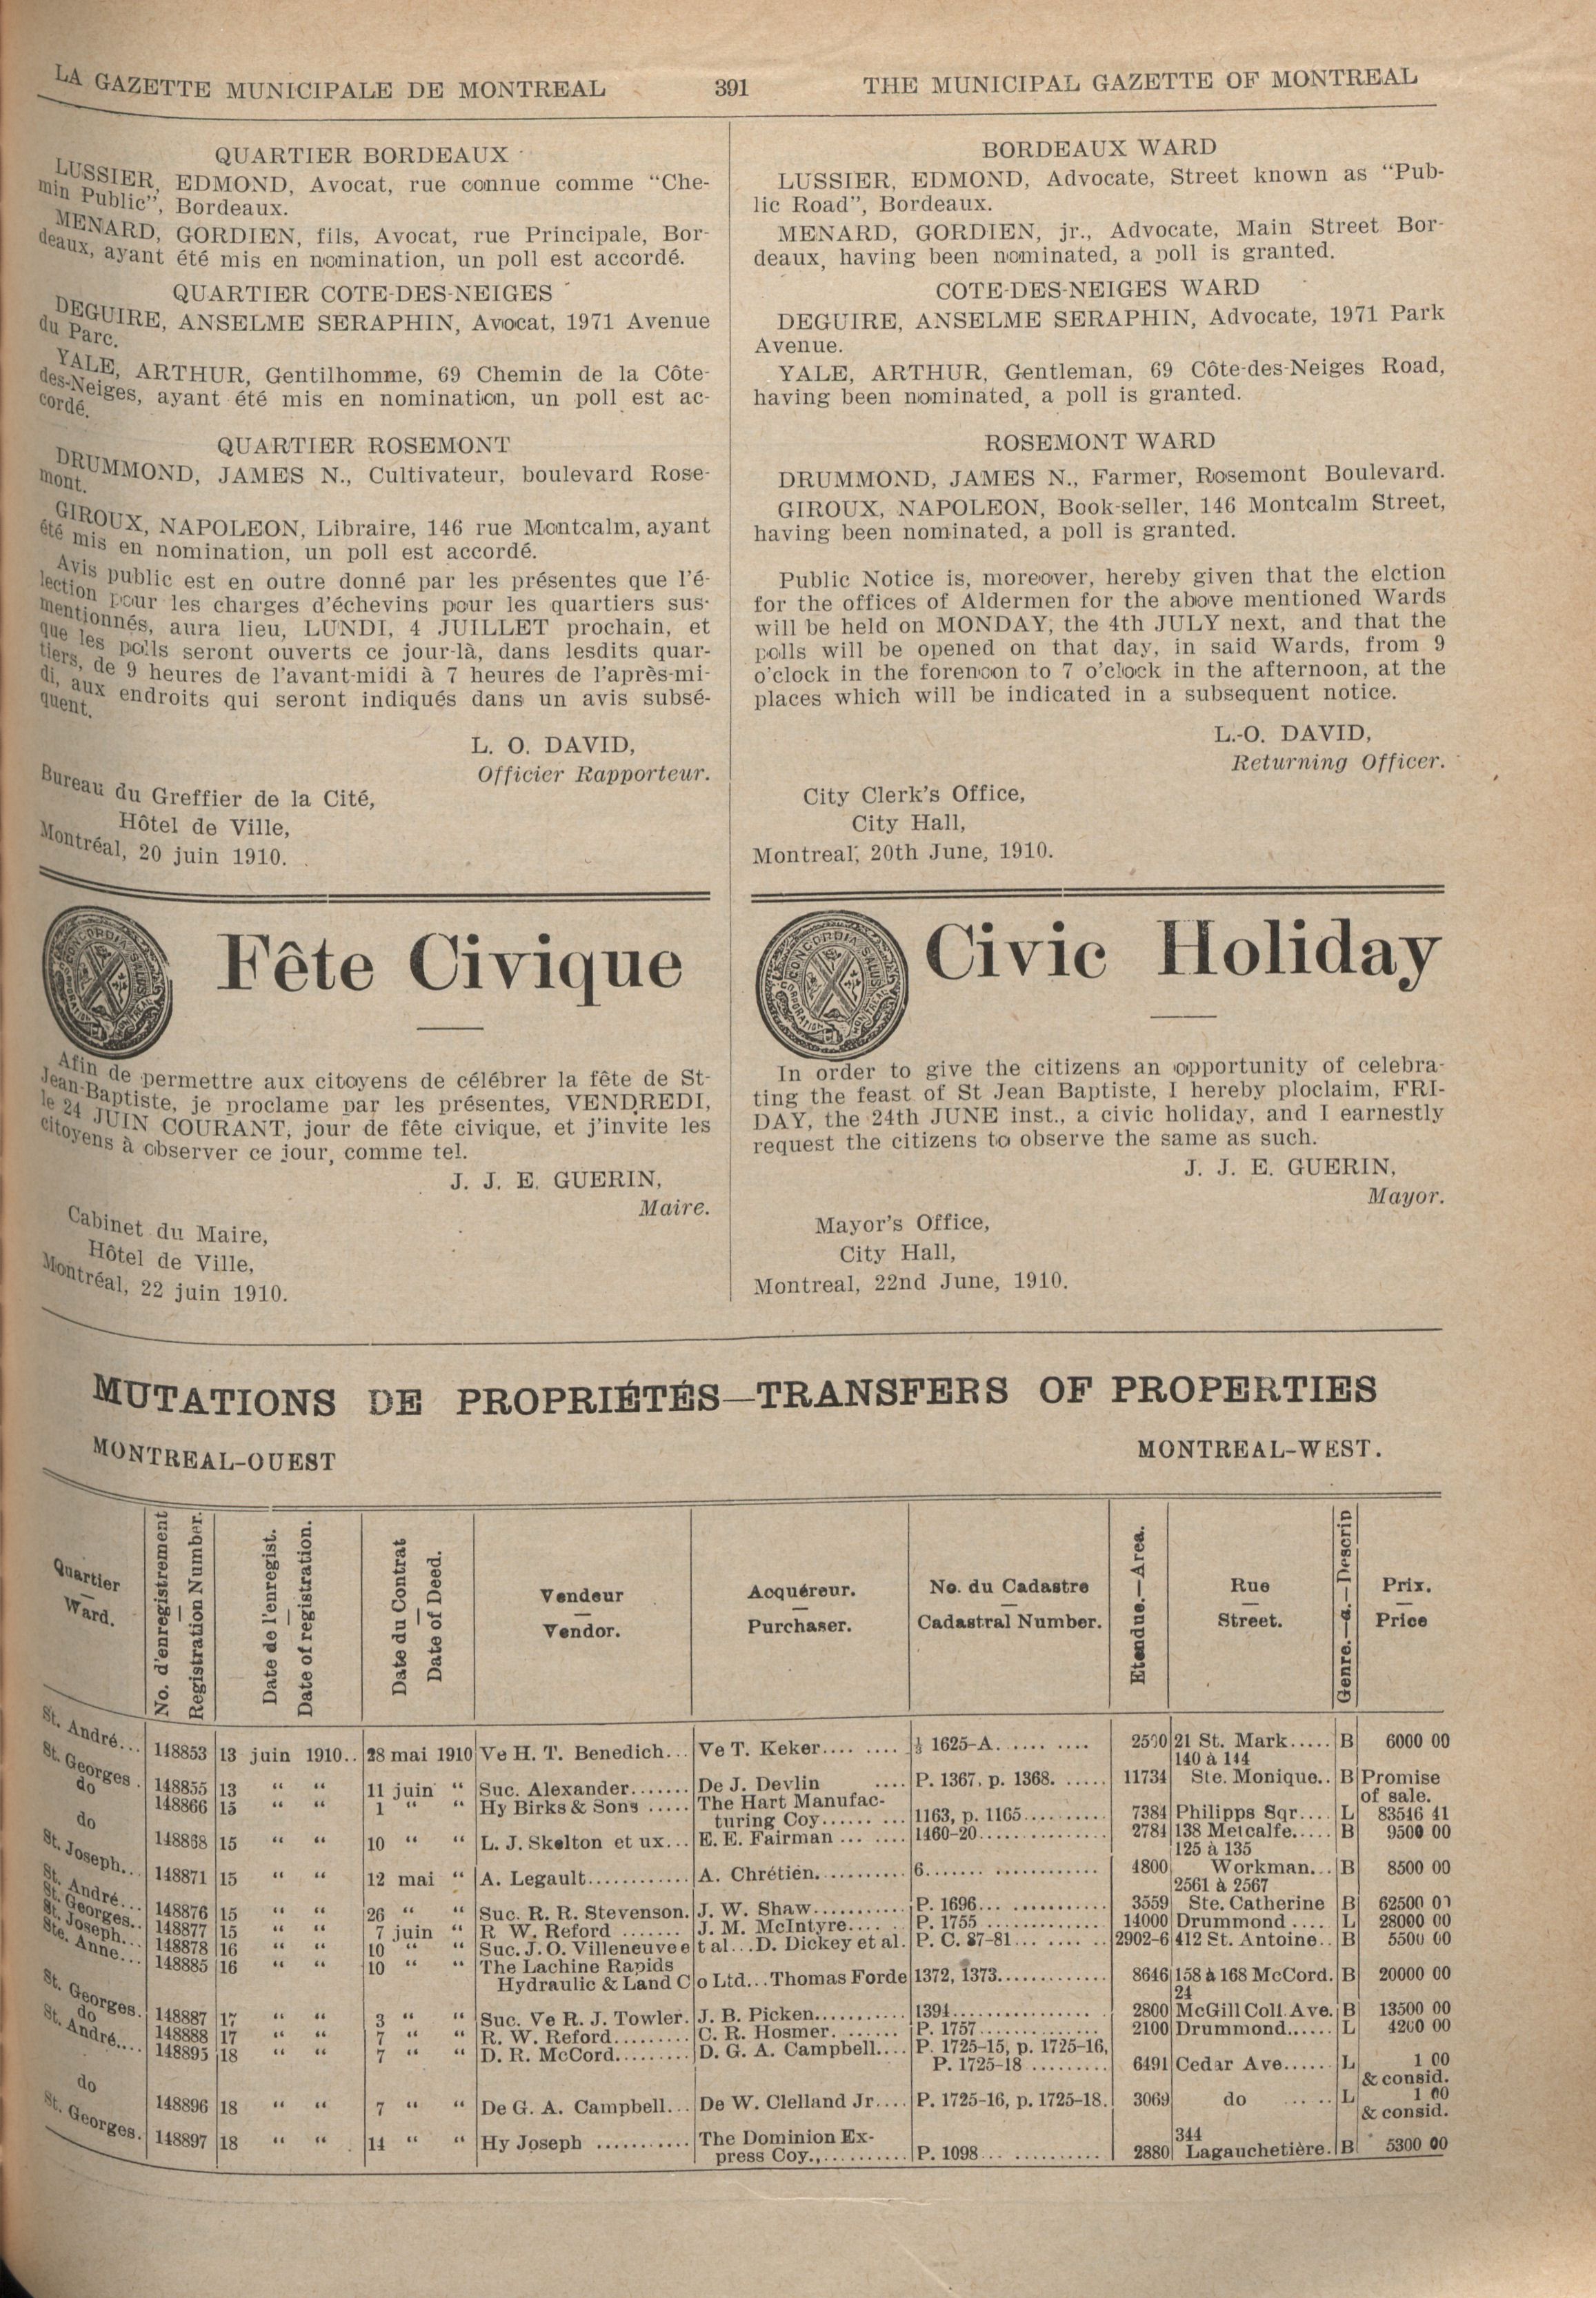 LA GAZETTE MUNICIPALE DE MONTREAL 391 THE MUNICIPAL GAZETTE OF MONTREAL
QUARTIER BORDEAUX
LUSSIER, EDMOND, Avocat, rue connue comme "Che-
min Public", Bordeaux.
MENARD, GORDIEN, fils, Avocat, rue Principale, Bor-
deaux, ayant été mis en nomination, un poll est accordé.
QUARTIER COTE-DES-NEIGES
DEGUIRE, ANSELME SERAPHIN, Avocat, 1971 Avenue
du Parc.
YALE, ARTHUR, Gentilhomme, 69 Chemin de la Côte-
des-Neiges, ayant été mis en nomination, un poll est ac-
cordé.
QUARTIER ROSEMONT
DRUMMOND, JAMES N., Cultivateur, boulevard Rose-
mont.
GIROUX, NAPOLEON, Libraire, 146 rue Montcalm, ayant
été mis en nomination, un poll est accordé.
Avis public est en outre donné par les présentes que l'é-
lection pour les charges d'échevins pour les quartiers sus-
mentionnés, aura lieu, LUNDI, 4 JUILLET prochain, et
que les polls seront ouverts ce jour-là, dans lesdits quar-
tiers, de 9 heures de l'avant-midi à 7 heures de l'après-mi-
di, aux endroits qui seront indiqués dans un avis subsé-
quent.
L. O. DAVID,
Officier Rapporteur.
Bureau du Greffier de la Cité,
Hôtel de Ville,
Montréal, 20 juin 1910.
BORDEAUX WARD
LUSSIER, EDMOND, Advocate, Street known as "Pub-
lic Road", Bordeaux.
MENARD, GORDIEN, jr., Advocate, Main Street Bor-
deaux, having been nominated, a poll is granted.
COTE-DES-NEIGES WARD
DEGUIRE, ANSELME SERAPHIN, Advocate, 1971 Park
Avenue.
YALE, ARTHUR, Gentleman, 69 Côte-des-Neiges Road,
having been nominated, a poll is granted.
ROSEMONT WARD
DRUMMOND, JAMES N., Farmer, Rosemont Boulevard.
GIROUX, NAPOLEON, Book-seller, 146 Montcalm Street,
having been nominated, a poll is granted.
Public Notice is, moreover, hereby given that the elction
for the offices of Aldermen for the above mentioned Wards
will be held on MONDAY, the 4th JULY next, and that the
polls will be opened on that day, in said Wards, from 9
o'clock in the forenoon to 7 o'clock in the afternoon, at the
places which will be indicated in a subsequent notice.
L.-O. DAVID,
Returning Officer.
City Clerk's Office,
City Hall,
Montreal, 20th June, 1910.
Fête Civique
Afin de permettre aux citoyens de célébrer la fête de St-
Jean-Baptiste, je proclame par les présentes, VENDREDI,
le 24 JUIN COURANT, jour de fête civique, et j'invite les
citoyens à observer ce jour, comme tel.
J. J. E. GUERIN,
Maire.
Cabinet du Maire,
Hôtel de Ville,
Montréal, 22 juin 1910.
Civic Holiday
In order to give the citizens an opportunity of celebra-
ting the feast of St Jean Baptiste, I hereby ploclaim, FRI-
DAY, the 24th JUNE inst., a civic holiday, and I earnestly
request the citizens to observe the same as such.
J. J. E. GUERIN,
Mayor.
Mayor's Office,
City Hall,
Montreal, 22nd June, 1910.
MUTATIONS DE PROPRIÉTÉS—TRANSFERS OF PROPERTIES
MONTREAL-OUEST MONTREAL-WEST.
Quartier — Ward.
No. d'enregistrement — Registration Number.
Date de l'enregist. — Date of registration.
Date du Contrat — Date of Deed.
Vendeur — Vendor.
Acquéreur. — Purchaser.
No. du Cadastre — Cadastral Number.
Etendue.—Area.
Rue — Street.
Genre.—d.—Descrip
Prix. — Price
St. André... 148853 13 juin 1910.. 28 mai 1910 Ve H. T. Benedich... Ve T. Keker........ ½ 1625-A. ......... 2500 21 St. Mark..... B 6000 00
140 à 144
St. Georges. 148855 13 " " 11 juin " Suc. Alexander....... De J. Devlin .... P. 1367, p. 1368. ..... 11734 Ste. Monique.. B Promise
of sale.
do 148866 15 " " 1 " " Hy Birks & Sons ..... The Hart Manufac-
turing Coy......... 1163, p. 1165.......... 7384 Philipps Sqr.... L 83546 41
do 148868 15 " " 10 " " L. J. Skelton et ux... E. E. Fairman ....... 1460-20............... 2784 138 Metcalfe..... B 9500 00
125 à 135
St. Joseph... 148871 15 " " 12 mai " A. Legault............ A. Chrétien........... 6................... 4800 Workman... B 8500 00
2561 à 2567
St. André... 148876 15 " " 26 " " Suc. R. R. Stevenson. J. W. Shaw........... P. 1696............... 3559 Ste. Catherine B 62500 00
St. Georges.. 148877 15 " " 7 juin " R W. Reford ....... J. M. McIntyre...... P. 1755 .............. 14000 Drummond .... L 28000 00
St. Joseph... 148878 16 " " 10 " " Suc. J. O. Villeneuve et al...D. Dickey et al. P. C. 87-81.......... 2902-6 412 St. Antoine.. B 5500 00
Ste. Anne... 148885 16 " " 10 " " The Lachine Rapids
Hydraulic & Land Co Ltd...Thomas Forde 1372, 1373............. 8646 158 à 168 McCord. B 20000 00
24
St. Georges. 148887 17 " " 3 " " Suc. Ve R. J. Towler. J. B. Picken........... 1394................. 2800 McGill Coll. Ave. B 13500 00
do 148888 17 " " 7 " " R. W. Reford......... C. R. Hosmer. ....... P. 1757............... 2100 Drummond...... L 4200 00
St. André.... 148895 18 " " 7 " " D. R. McCord......... D. G. A. Campbell.... P. 1725-15, p. 1725-16,
P. 1725-18 ......... 6491 Cedar Ave...... L 1 00
& consid.
do 148896 18 " " 7 " " De G. A. Campbell... De W. Clelland Jr.... P. 1725-16, p. 1725-18. 3069 do ..... L 1 00
& consid.
344
St. Georges. 148897 18 " " 14 " " Hy Joseph ........... The Dominion Ex-
press Coy.,.......... P. 1098............... 2880 Lagauchetière. B 5300 00